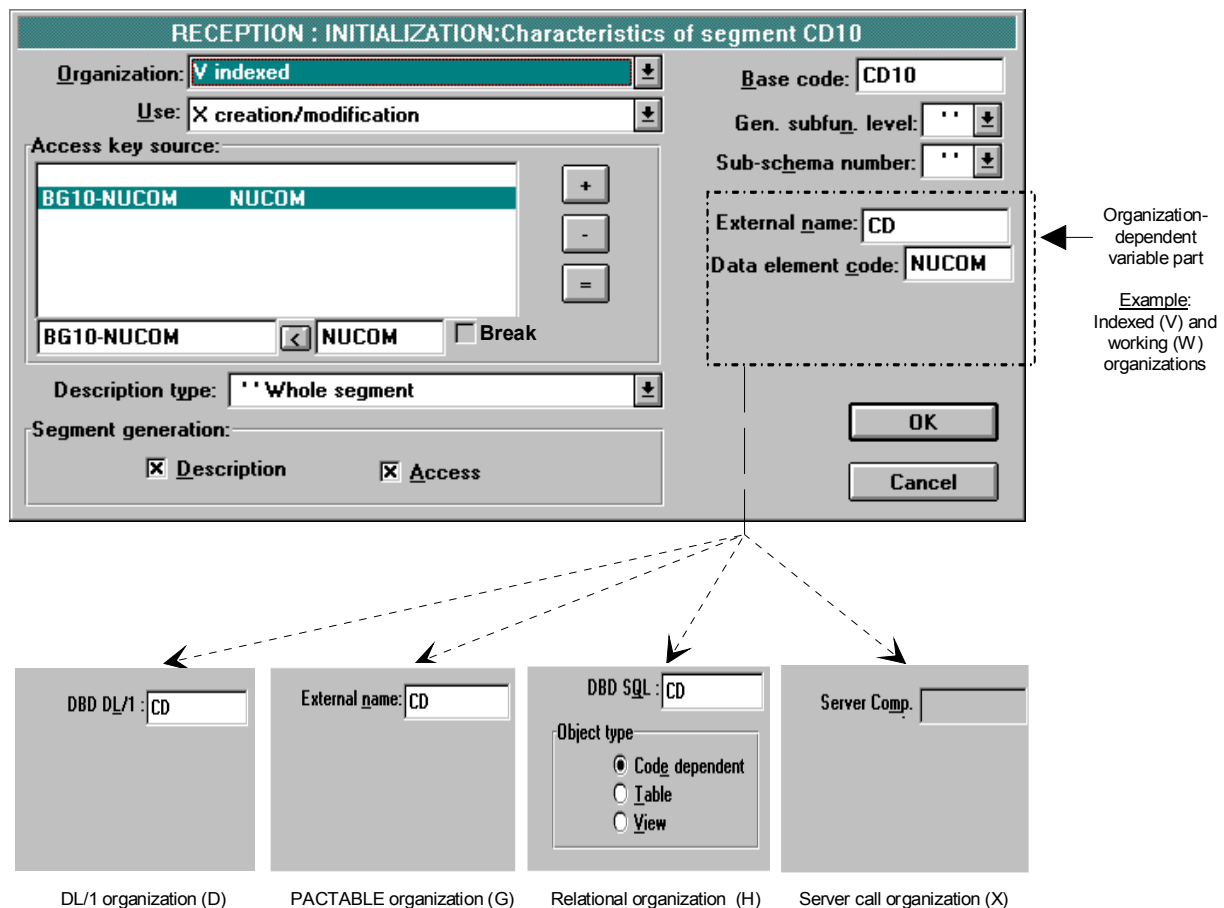 RECEPTION : INITIALIZATION:Characteristics of segment CD10
Organization: V indexed
Use: X creation/modification
Access key source:
BG10-NUCOM NUCOM
+
-
=
BG10-NUCOM < NUCOM Break
Description type: ' ' Whole segment
Segment generation:
Description Access
Base code: CD10
Gen. subfun. level: ' '
Sub-schema number: ' '
External name: CD
Data element code: NUCOM
OK
Cancel
Organization-
dependent
variable part
Example:
Indexed (V) and
working (W)
organizations
DBD DL/1 : CD
External name: CD
DBD SQL : CD
Object type
Code dependent
Table
View
Server Comp.
DL/1 organization (D)
PACTABLE organization (G)
Relational organization (H)
Server call organization (X)